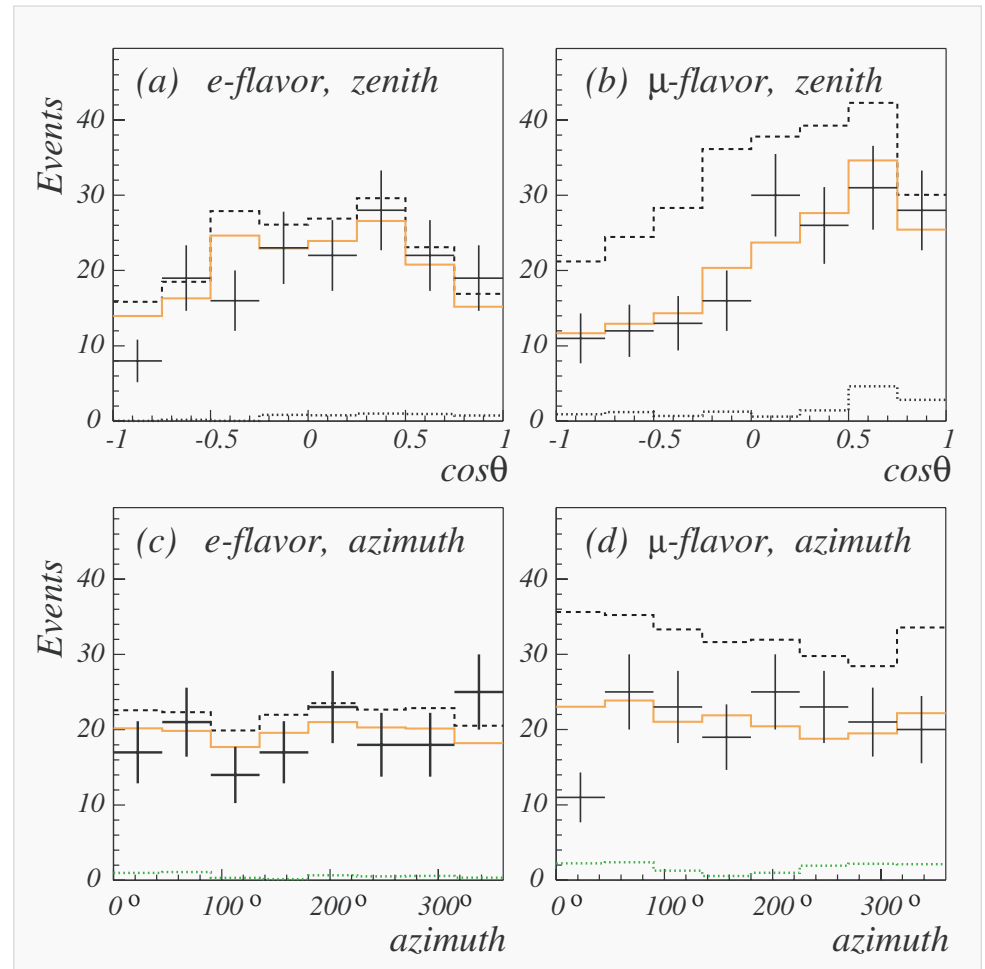 (a) e-flavor, zenith
(b) μ-flavor, zenith
Events
40
30
20
10
0
-1 -0.5 0 0.5 1
cosθ
40
30
20
10
0
-1 -0.5 0 0.5 1
cosθ
(c) e-flavor, azimuth
(d) μ-flavor, azimuth
Events
40
30
20
10
0
0 º 100 º 200 º 300 º
azimuth
40
30
20
10
0
0 º 100 º 200 º 300 º
azimuth